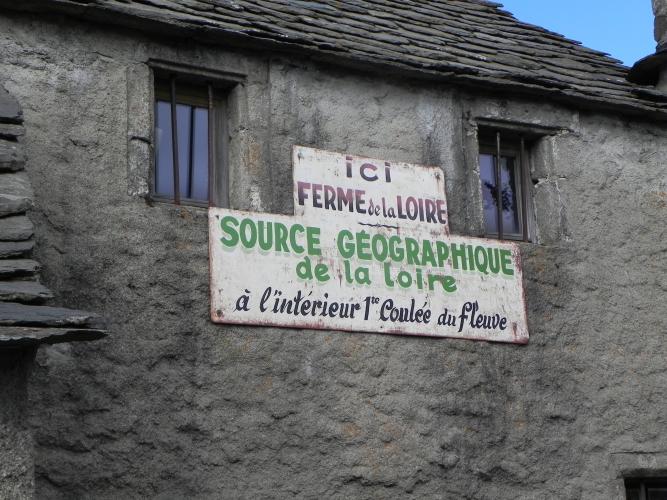 ici
FERME de la LOIRE
SOURCE GÉOGRAPHIQUE
de la Loire
à l'intérieur 1re Coulée du fleuve